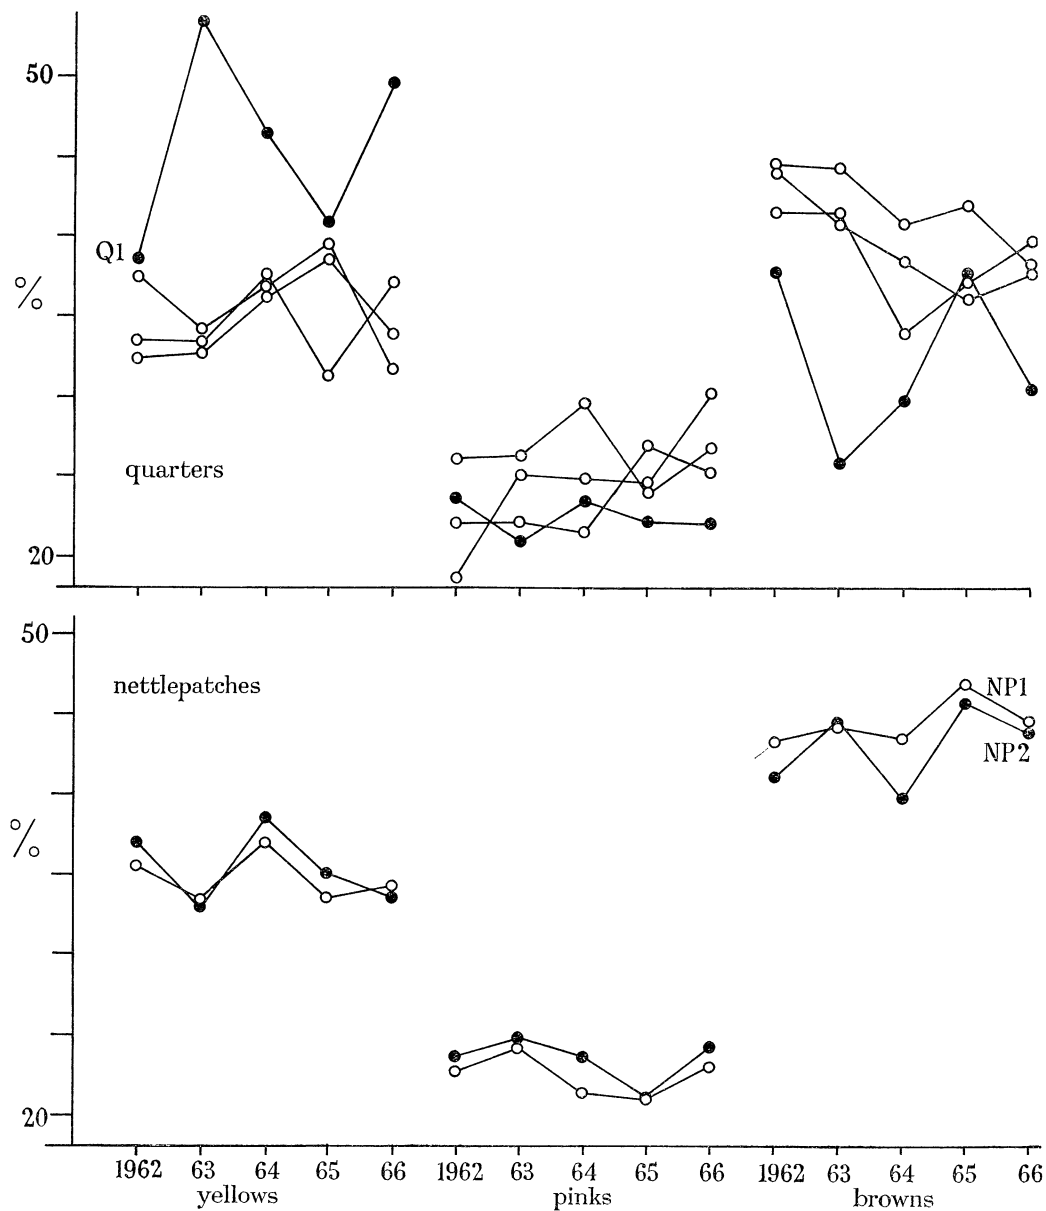 50
Q1
%
quarters
20
50
nettlepatches
NP1
NP2
%
20
1962 63 64 65 66 1962 63 64 65 66 1962 63 64 65 66
yellows pinks browns